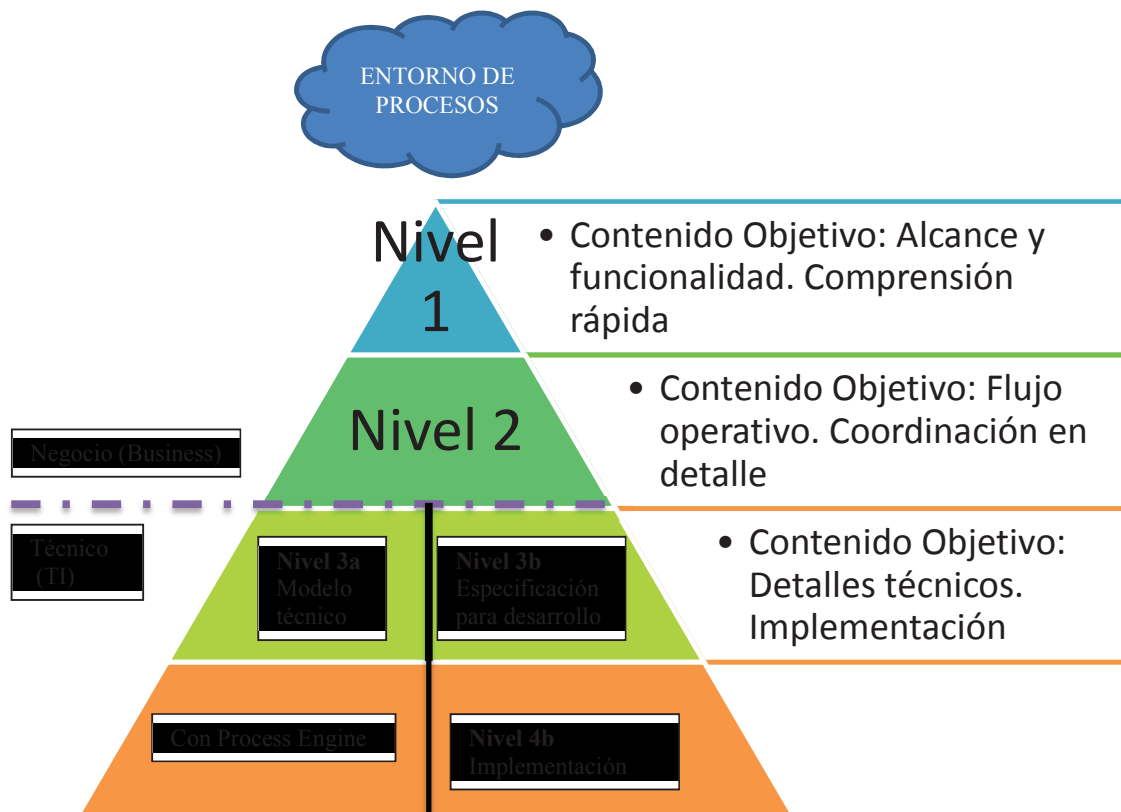 ENTORNO DE
PROCESOS
Nivel
1
• Contenido Objetivo: Alcance y
funcionalidad. Comprensión
rápida
Nivel 2
• Contenido Objetivo: Flujo
operativo. Coordinación en
detalle
Negocio (Business)
Técnico
(TI)
Nivel 3a
Modelo
técnico
Nivel 3b
Especificación
para desarrollo
• Contenido Objetivo:
Detalles técnicos.
Implementación
Con Process Engine
Nivel 4b
Implementación